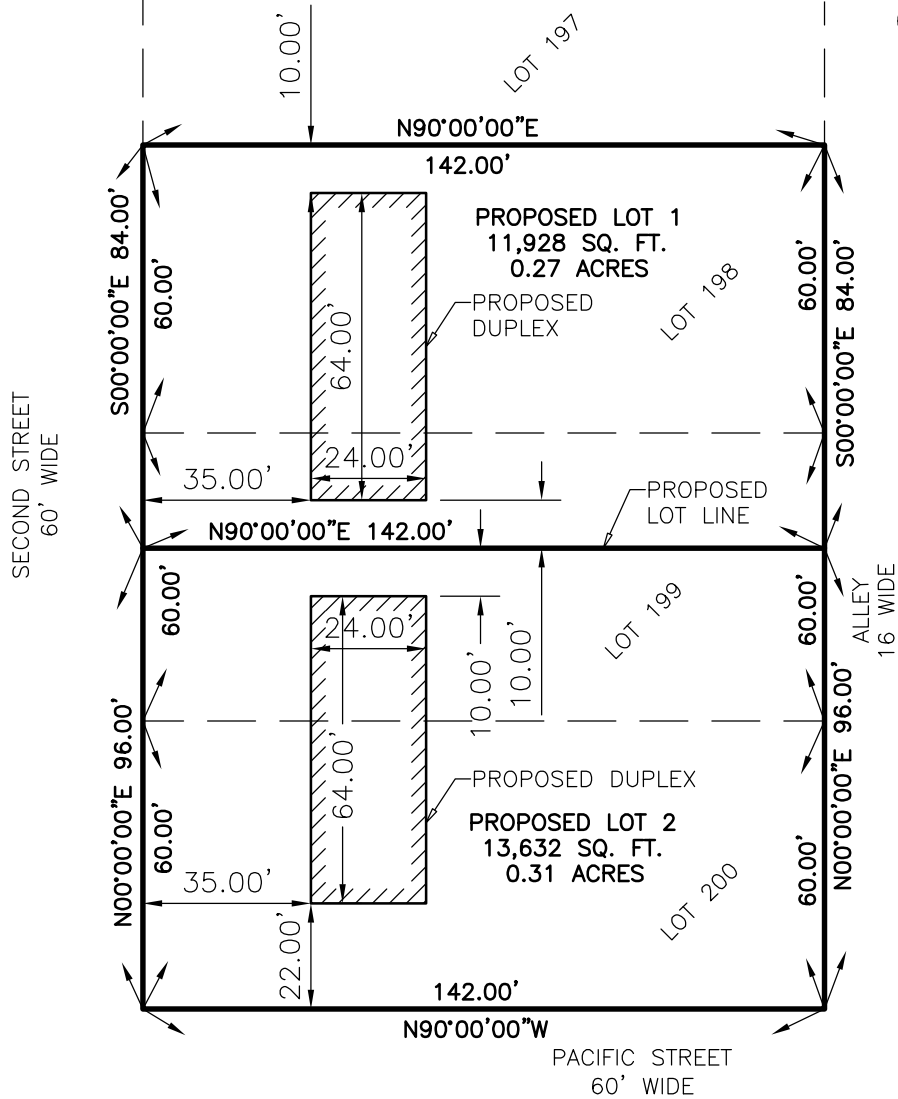 10.00'
LOT 197
N90°00'00"E
142.00'
S00°00'00"E 84.00'
60.00'
PROPOSED LOT 1
11,928 SQ. FT.
0.27 ACRES
60.00'
S00°00'00"E 84.00'
LOT 198
PROPOSED
DUPLEX
64.00'
24.00'
35.00'
SECOND STREET
60' WIDE
PROPOSED
LOT LINE
N90°00'00"E 142.00'
60.00'
60.00'
ALLEY
16 WIDE
LOT 199
24.00'
10.00'
10.00'
N00°00'00"E 96.00'
60.00'
64.00'
PROPOSED DUPLEX
PROPOSED LOT 2
13,632 SQ. FT.
0.31 ACRES
N00°00'00"E 96.00'
60.00'
LOT 200
35.00'
22.00'
142.00'
N90°00'00"W
PACIFIC STREET
60' WIDE